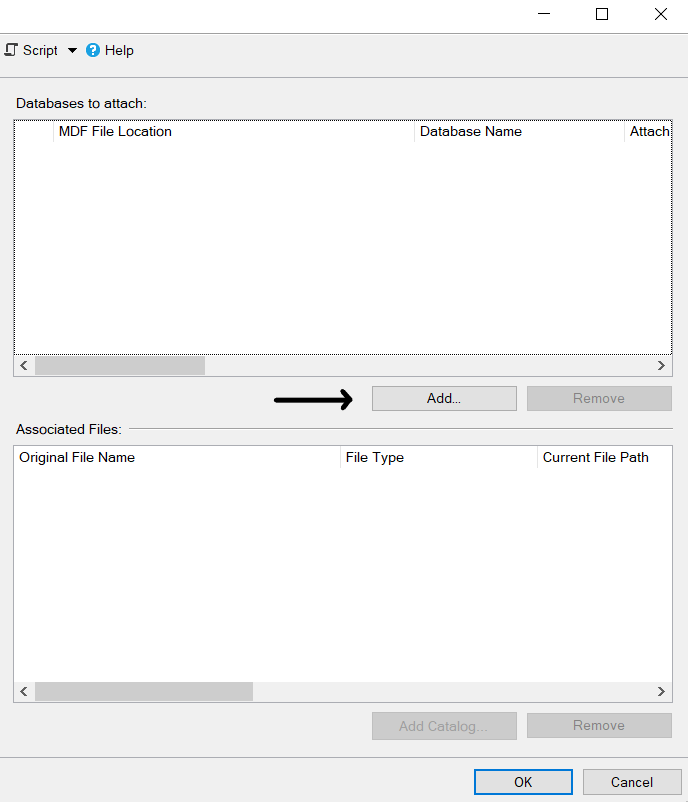 Script Help
Databases to attach:
MDF File Location Database Name Attach
Add... Remove
Associated Files:
Original File Name File Type Current File Path
Add Catalog... Remove
OK Cancel